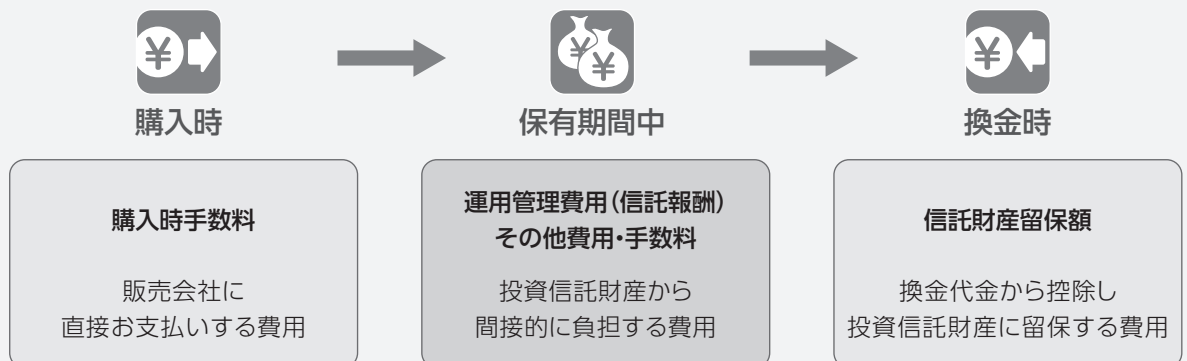 ¥
¥
¥
¥
購入時
保有期間中
換金時
購入時手数料
販売会社に
直接お支払いする費用
運用管理費用(信託報酬)
その他費用・手数料
投資信託財産から
間接的に負担する費用
信託財産留保額
換金代金から控除し
投資信託財産に留保する費用